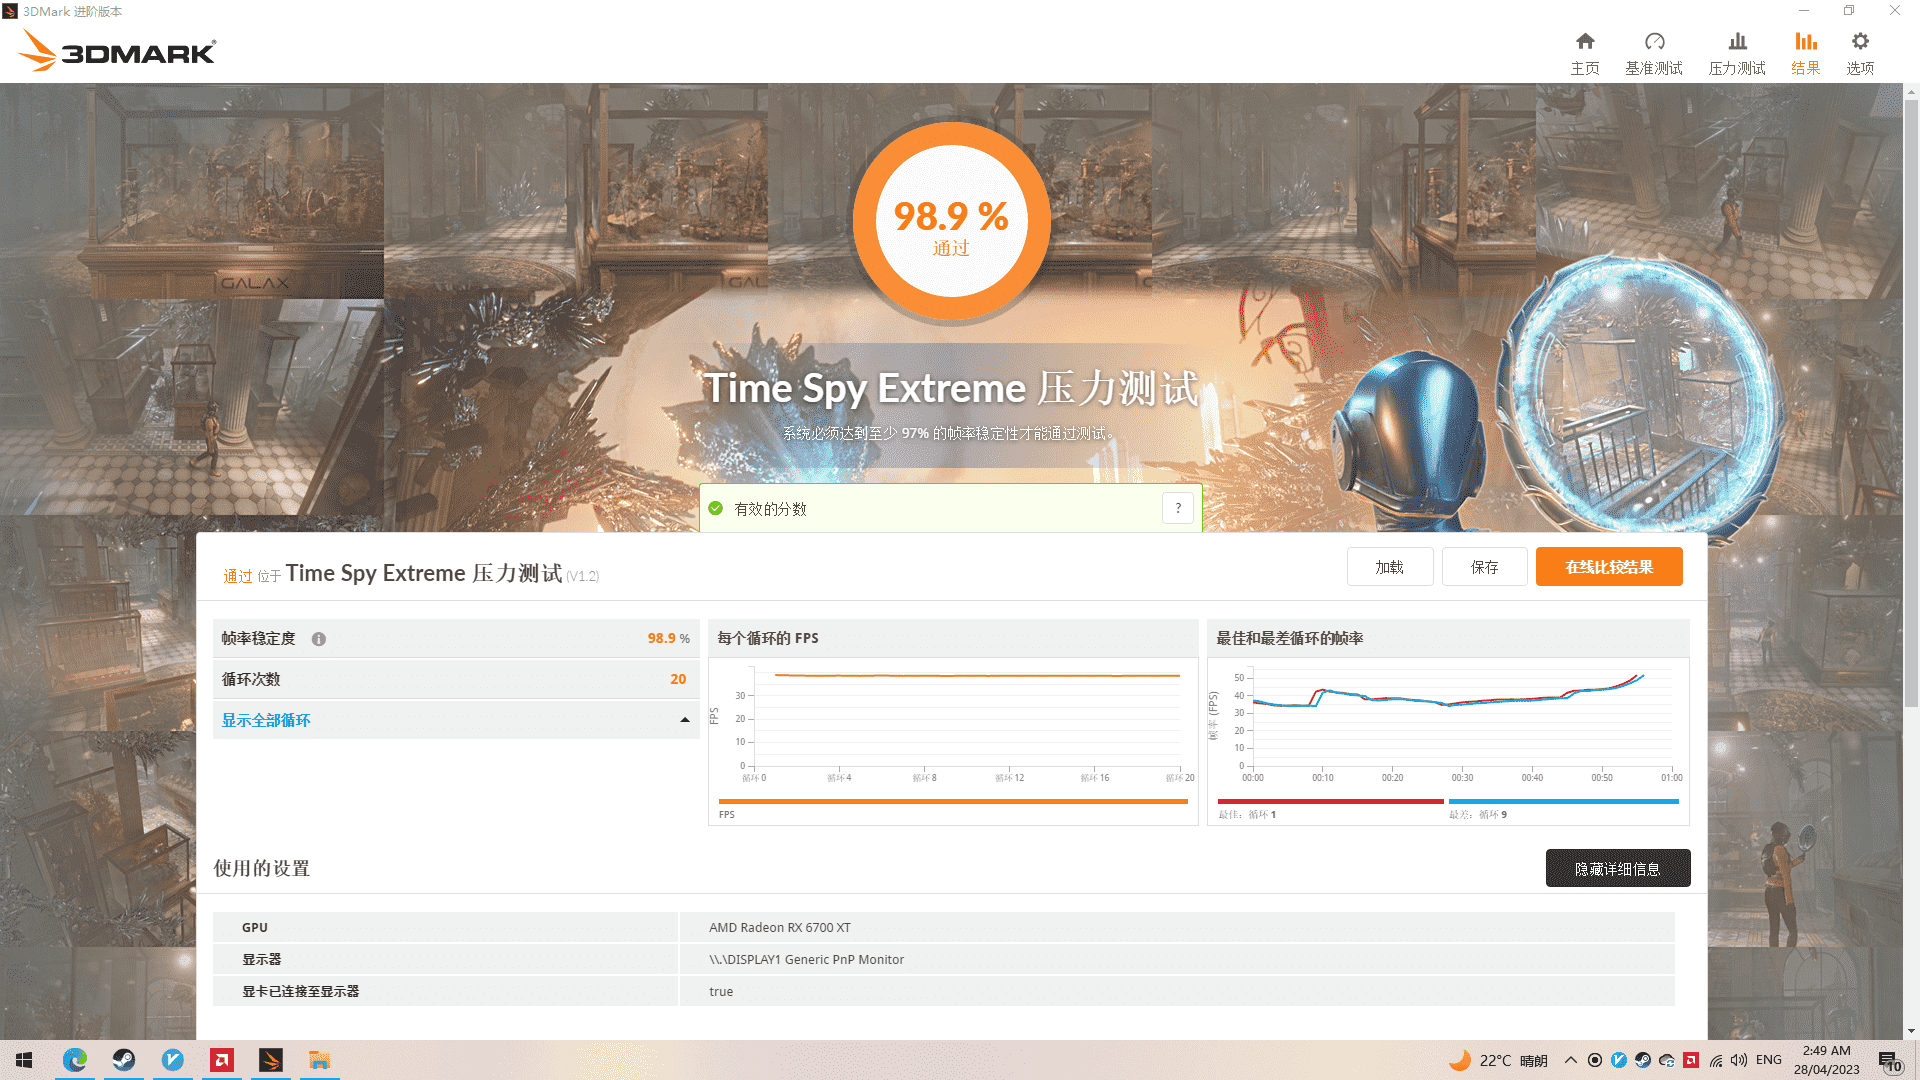 3DMark 进阶版本
3DMARK
主页
基准测试
压力测试
结果
选项
GALAX
GAL
98.9 %
通过
Time Spy Extreme 压力测试
系统必须达到至少 97% 的帧率稳定性才能通过测试。
有效的分数
?
通过 位于 Time Spy Extreme 压力测试 (V1.2)
加载
保存
在线比较结果
帧率稳定度
98.9 %
循环次数
20
显示全部循环
每个循环的 FPS
FPS
30
20
10
0
循环 0
循环 4
循环 8
循环 12
循环 16
循环 20
FPS
最佳和最差循环的帧率
帧率 (FPS)
50
40
30
20
10
0
00:00
00:10
00:20
00:30
00:40
00:50
01:00
最佳: 循环 1
最差: 循环 9
使用的设置
隐藏详细信息
GPU
AMD Radeon RX 6700 XT
显示器
\\.\DISPLAY1 Generic PnP Monitor
显卡已连接至显示器
true
22°C 晴朗
ENG
2:49 AM
28/04/2023
10